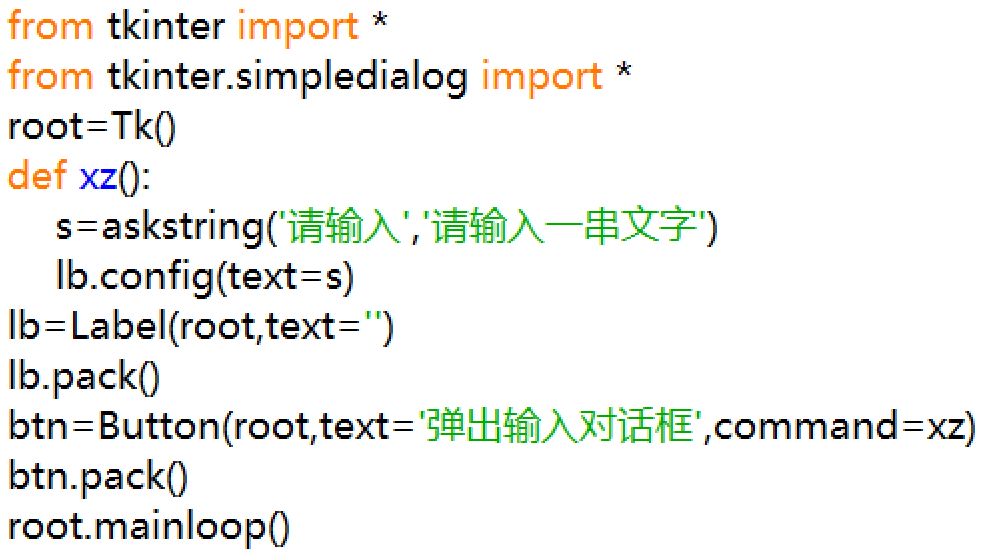 from tkinter import *
from tkinter.simpledialog import *
root=Tk()
def xz():
    s=askstring('请输入','请输入一串文字')
    lb.config(text=s)
lb=Label(root,text='')
lb.pack()
btn=Button(root,text='弹出输入对话框',command=xz)
btn.pack()
root.mainloop()